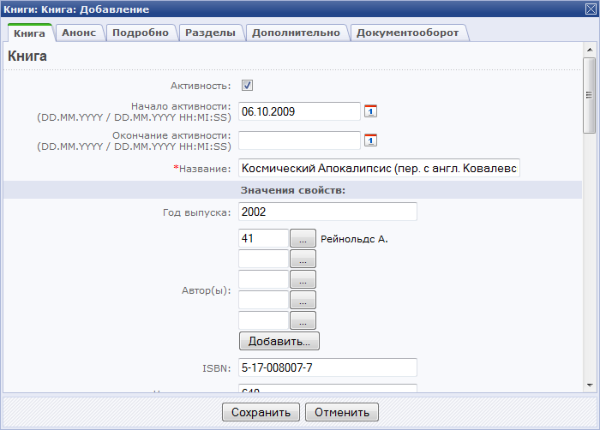 Книги: Книга: Добавление
Книга Анонс Подробно Разделы Дополнительно Документооборот
Книга
Активность:
Начало активности:
(DD.MM.YYYY / DD.MM.YYYY HH:MI:SS)
06.10.2009
1
Окончание активности:
(DD.MM.YYYY / DD.MM.YYYY HH:MI:SS)
1
*Название: Космический Апокалипсис (пер. с англ. Ковалевс
Значения свойств:
Год выпуска: 2002
41 ... Рейнольдс А.
...
Автор(ы): ...
...
...
Добавить...
ISBN: 5-17-008007-7
Сохранить Отменить